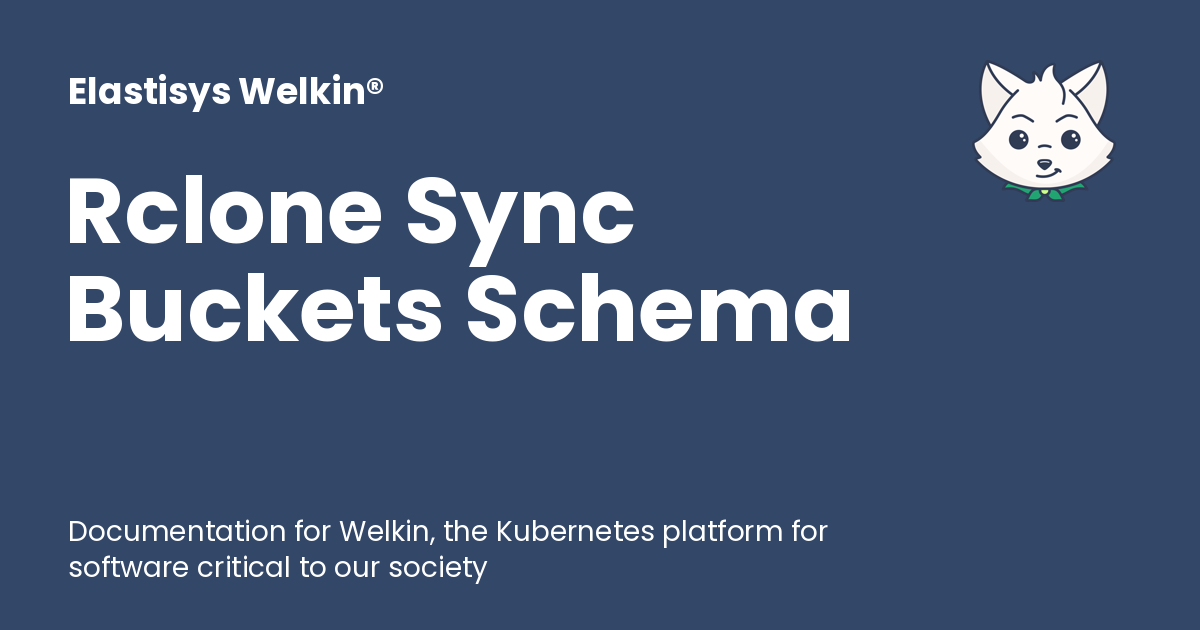 Elastisys Welkin®
Rclone Sync
Buckets Schema
Documentation for Welkin, the Kubernetes platform for
software critical to our society